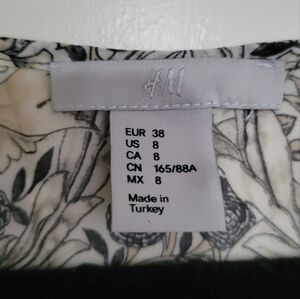 H&M
EUR 38
US 8
CA 8
CN 165/88A
MX 8
Made in
Turkey